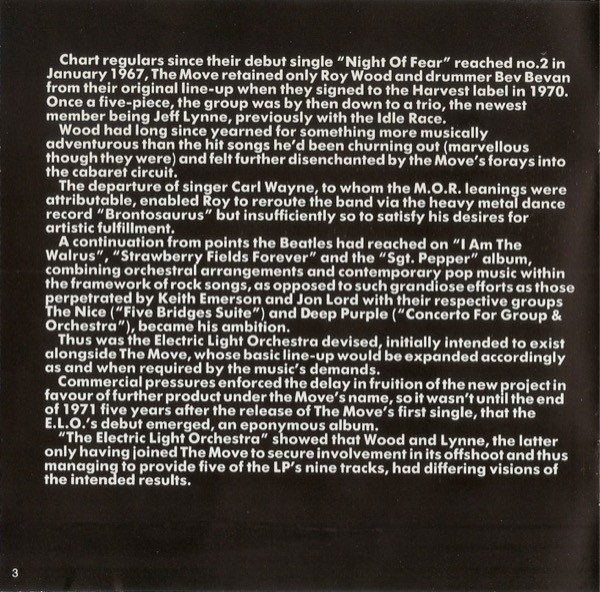 Chart regulars since their debut single "Night Of Fear" reached no.2 in
January 1967, The Move retained only Roy Wood and drummer Bev Bevan
from their original line-up when they signed to the Harvest label in 1970.
Once a five-piece, the group was by then down to a trio, the newest
member being Jeff Lynne, previously with the Idle Race.
Wood had long since yearned for something more musically
adventurous than the hit songs he'd been churning out (marvellous
though they were) and felt further disenchanted by the Move's forays into
the cabaret circuit.
The departure of singer Carl Wayne, to whom the M.O.R. leanings were
attributable, enabled Roy to reroute the band via the heavy metal dance
record "Brontosaurus" but insufficiently so to satisfy his desires for
artistic fulfillment.
A continuation from points the Beatles had reached on "I Am The
Walrus", "Strawberry Fields Forever" and the "Sgt. Pepper" album,
combining orchestral arrangements and contemporary pop music within
the framework of rock songs, as opposed to such grandiose efforts as those
perpetrated by Keith Emerson and Jon Lord with their respective groups
The Nice ("Five Bridges Suite") and Deep Purple ("Concerto For Group &
Orchestra"), became his ambition.
Thus was the Electric Light Orchestra devised, initially intended to exist
alongside The Move, whose basic line-up would be expanded accordingly
as and when required by the music's demands.
Commercial pressures enforced the delay in fruition of the new project in
favour of further product under the Move's name, so it wasn't until the end
of 1971 five years after the release of The Move's first single, that the
E.L.O.'s debut emerged, an eponymous album.
"The Electric Light Orchestra" showed that Wood and Lynne, the latter
only having joined The Move to secure involvement in its offshoot and thus
managing to provide five of the LP's nine tracks, had differing visions of
the intended results.
3